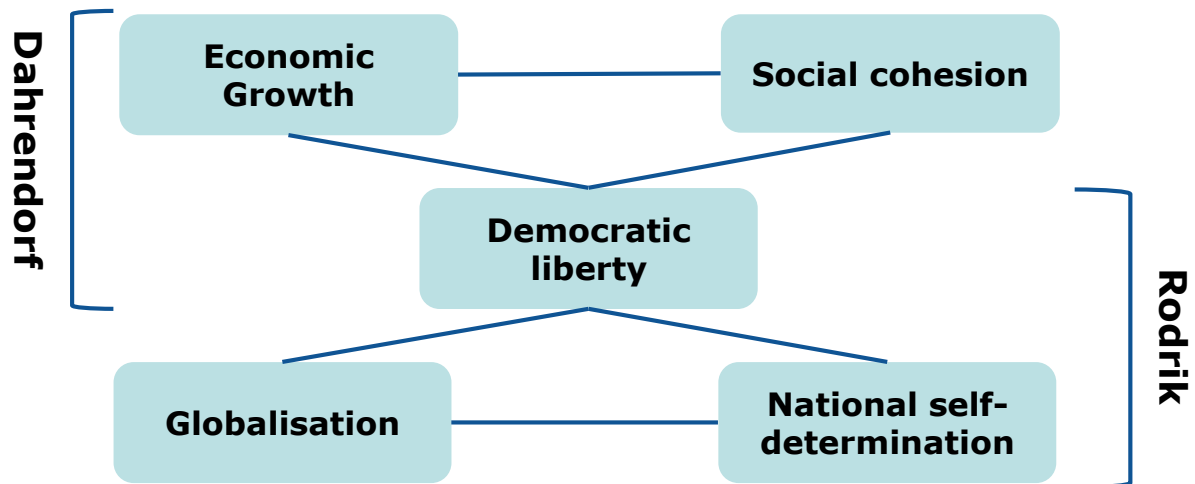 Dahrendorf
Economic
Growth
Social cohesion
Democratic
liberty
Rodrik
Globalisation
National self-
determination